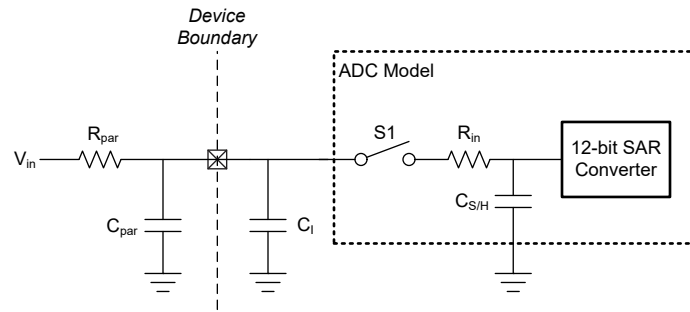 Device
Boundary
ADC Model
Rpar
S1
Rin
Vin
12-bit SAR
Converter
CS/H
Cpar
CI